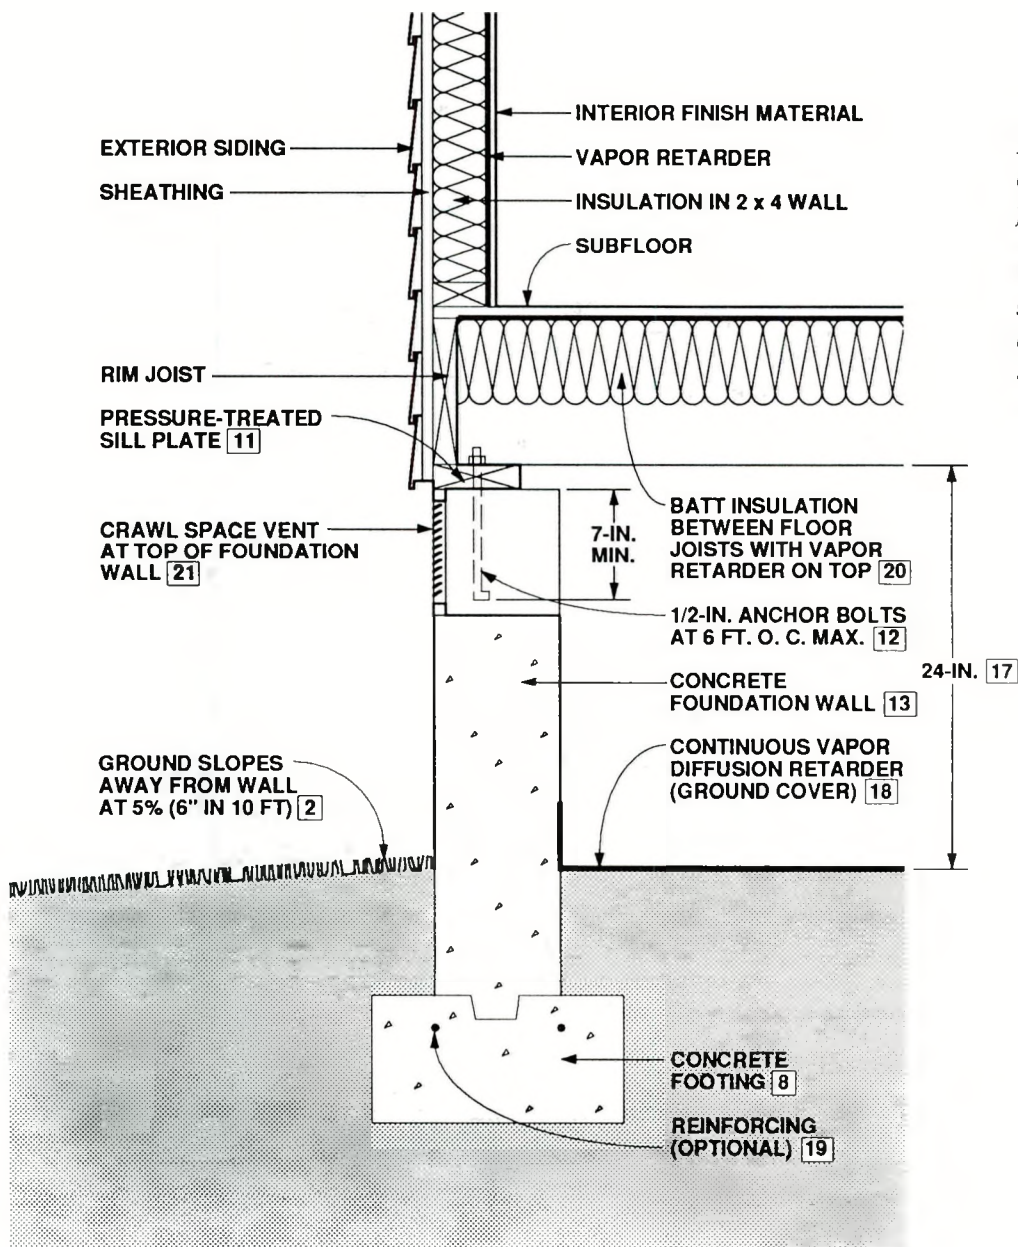 INTERIOR FINISH MATERIAL
EXTERIOR SIDING
VAPOR RETARDER
SHEATHING
INSULATION IN 2 x 4 WALL
SUBFLOOR
RIM JOIST
PRESSURE-TREATED
SILL PLATE 11
CRAWL SPACE VENT
AT TOP OF FOUNDATION
WALL 21
7-IN.
MIN.
BATT INSULATION
BETWEEN FLOOR
JOISTS WITH VAPOR
RETARDER ON TOP 20
1/2-IN. ANCHOR BOLTS
AT 6 FT. O. C. MAX. 12
24-IN. 17
CONCRETE
FOUNDATION WALL 13
GROUND SLOPES
AWAY FROM WALL
AT 5% (6" IN 10 FT) 2
CONTINUOUS VAPOR
DIFFUSION RETARDER
(GROUND COVER) 18
CONCRETE
FOOTING 8
REINFORCING
(OPTIONAL) 19